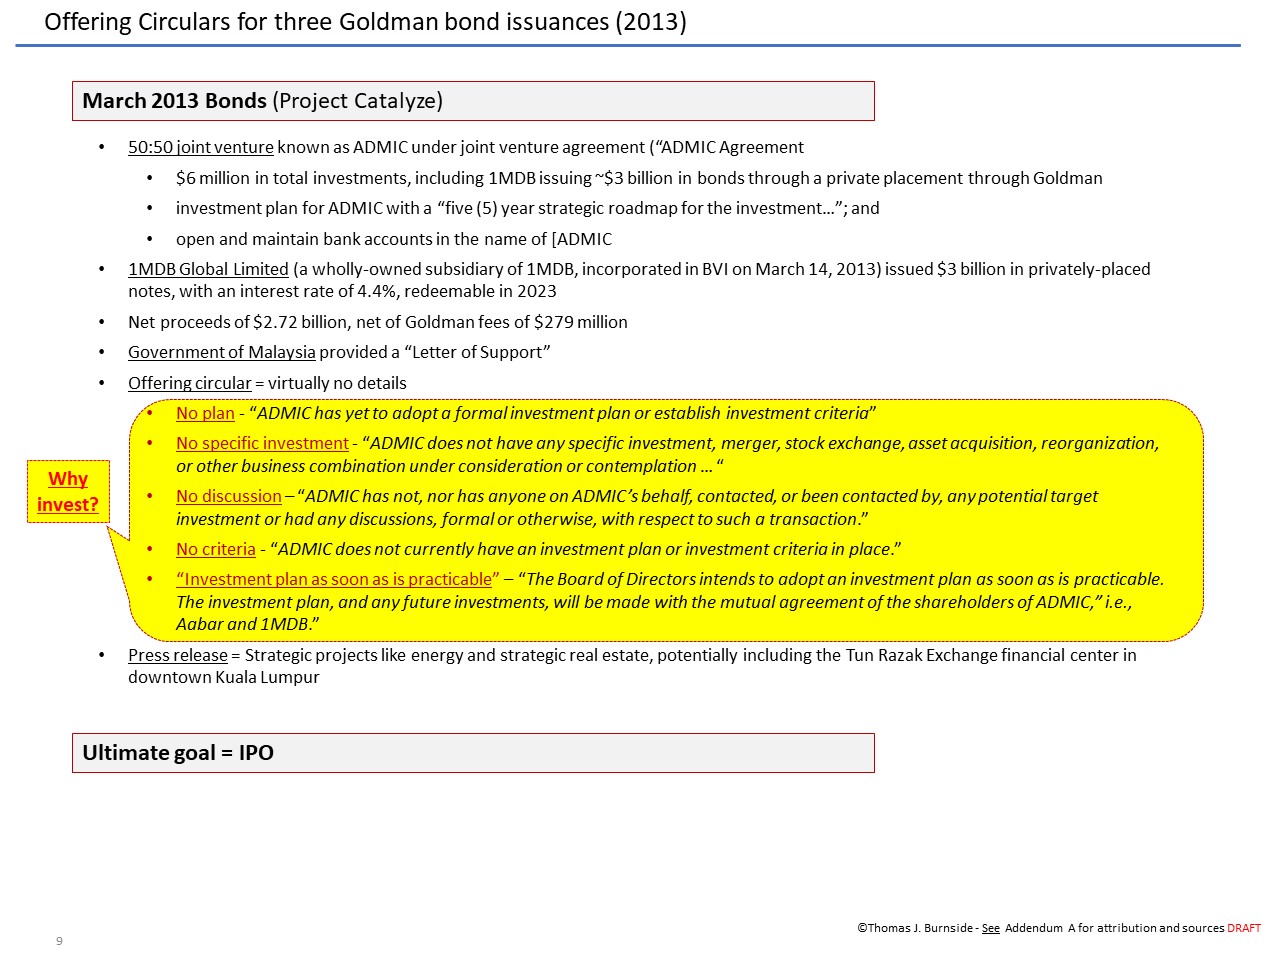 Offering Circulars for three Goldman bond issuances (2013)
March 2013 Bonds (Project Catalyze)
• 50:50 joint venture known as ADMIC under joint venture agreement (“ADMIC Agreement
• $6 million in total investments, including 1MDB issuing ~$3 billion in bonds through a private placement through Goldman
• investment plan for ADMIC with a “five (5) year strategic roadmap for the investment…”; and
• open and maintain bank accounts in the name of [ADMIC
• 1MDB Global Limited (a wholly-owned subsidiary of 1MDB, incorporated in BVI on March 14, 2013) issued $3 billion in privately-placed
notes, with an interest rate of 4.4%, redeemable in 2023
• Net proceeds of $2.72 billion, net of Goldman fees of $279 million
• Government of Malaysia provided a “Letter of Support”
• Offering circular = virtually no details
• No plan - “ADMIC has yet to adopt a formal investment plan or establish investment criteria”
• No specific investment - “ADMIC does not have any specific investment, merger, stock exchange, asset acquisition, reorganization,
or other business combination under consideration or contemplation … “
• No discussion – “ADMIC has not, nor has anyone on ADMIC’s behalf, contacted, or been contacted by, any potential target
investment or had any discussions, formal or otherwise, with respect to such a transaction.”
• No criteria - “ADMIC does not currently have an investment plan or investment criteria in place.”
• “Investment plan as soon as is practicable” – “The Board of Directors intends to adopt an investment plan as soon as is practicable.
The investment plan, and any future investments, will be made with the mutual agreement of the shareholders of ADMIC,” i.e.,
Aabar and 1MDB.”
Why
invest?
• Press release = Strategic projects like energy and strategic real estate, potentially including the Tun Razak Exchange financial center in
downtown Kuala Lumpur
Ultimate goal = IPO
©Thomas J. Burnside - See Addendum A for attribution and sources DRAFT
9